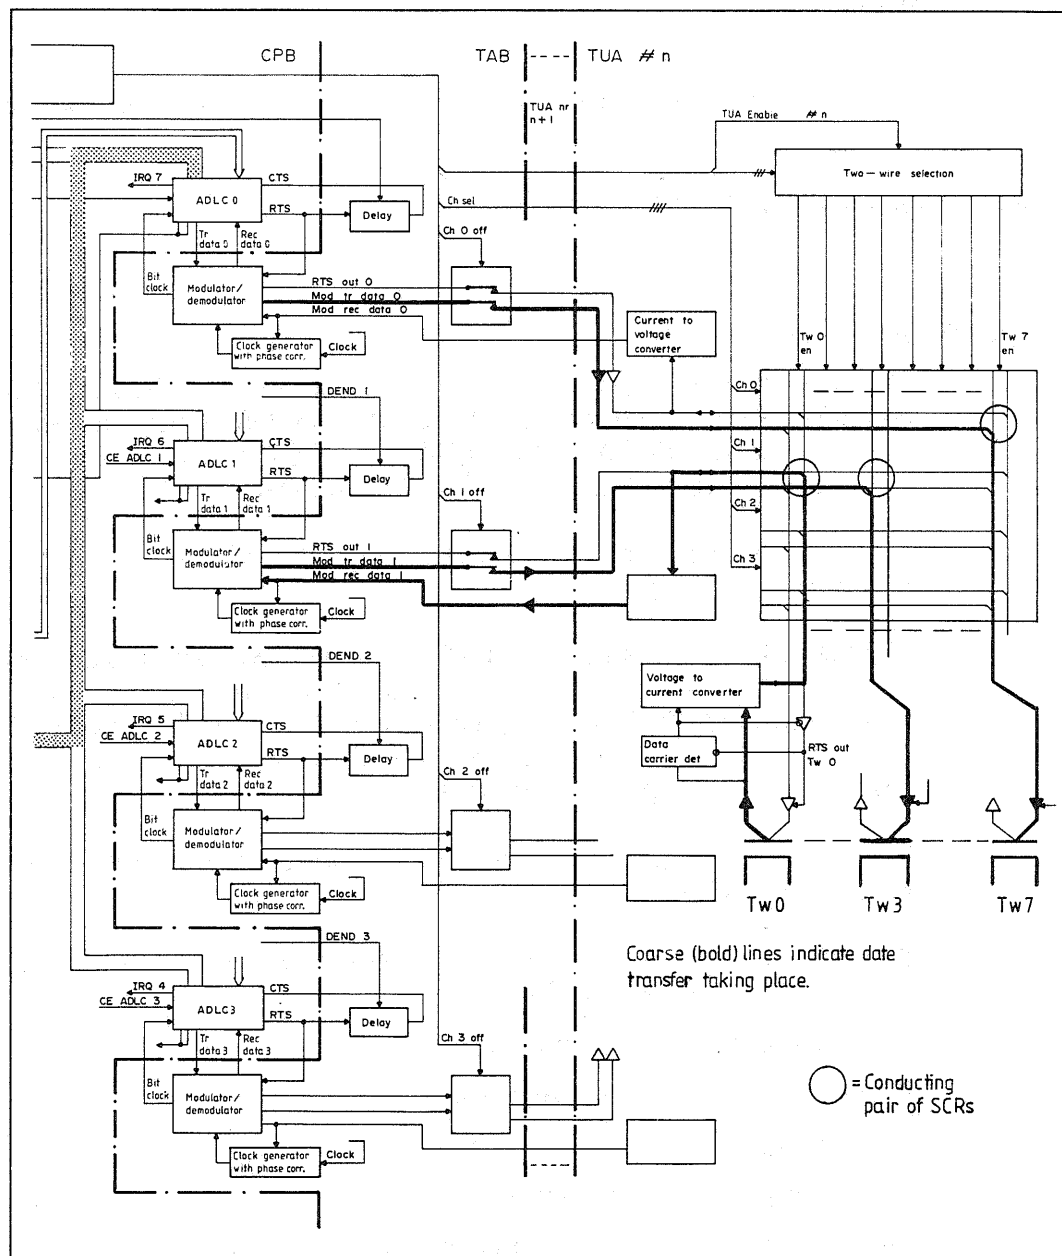 CPB
TAB
TUA # n
TUA nr
n+1
TUA Enable # n
Two-wire selection
IRQ 7
CTS
ADLC 0
RTS
Delay
Ch sel
Tr
data 0
Rec
data 0
Bit
clock
Modulator/
demodulator
Ch 0 off
RTS out 0
Mod tr data 0
Mod rec data 0
Clock generator
with phase corr.
Clock
Current to
voltage
converter
Tw 0
en
Tw 7
en
Ch 0
Ch 1
Ch 2
Ch 3
DEND 1
IRQ 6
CE ADLC 1
CTS
ADLC 1
RTS
Delay
Tr
data 1
Rec
data 1
Bit
clock
Modulator/
demodulator
Ch 1 off
RTS out 1
Mod tr data 1
Mod rec data 1
Clock generator
with phase corr.
Clock
DEND 2
IRQ 5
CE ADLC 2
CTS
ADLC 2
RTS
Delay
Tr
data 2
Rec
data 2
Bit
clock
Modulator/
demodulator
Ch 2 off
Clock generator
with phase corr.
Clock
Voltage to
current converter
Data
carrier det
RTS out
Tw 0
Tw0
Tw3
Tw7
Coarse (bold) lines indicate date
transfer taking place.
DEND 3
IRQ 4
CE ADLC 3
CTS
ADLC 3
RTS
Delay
Tr
data 3
Rec
data 3
Bit
clock
Modulator/
demodulator
Ch 3 off
Clock generator
with phase corr.
Clock
= Conducting
pair of SCRs